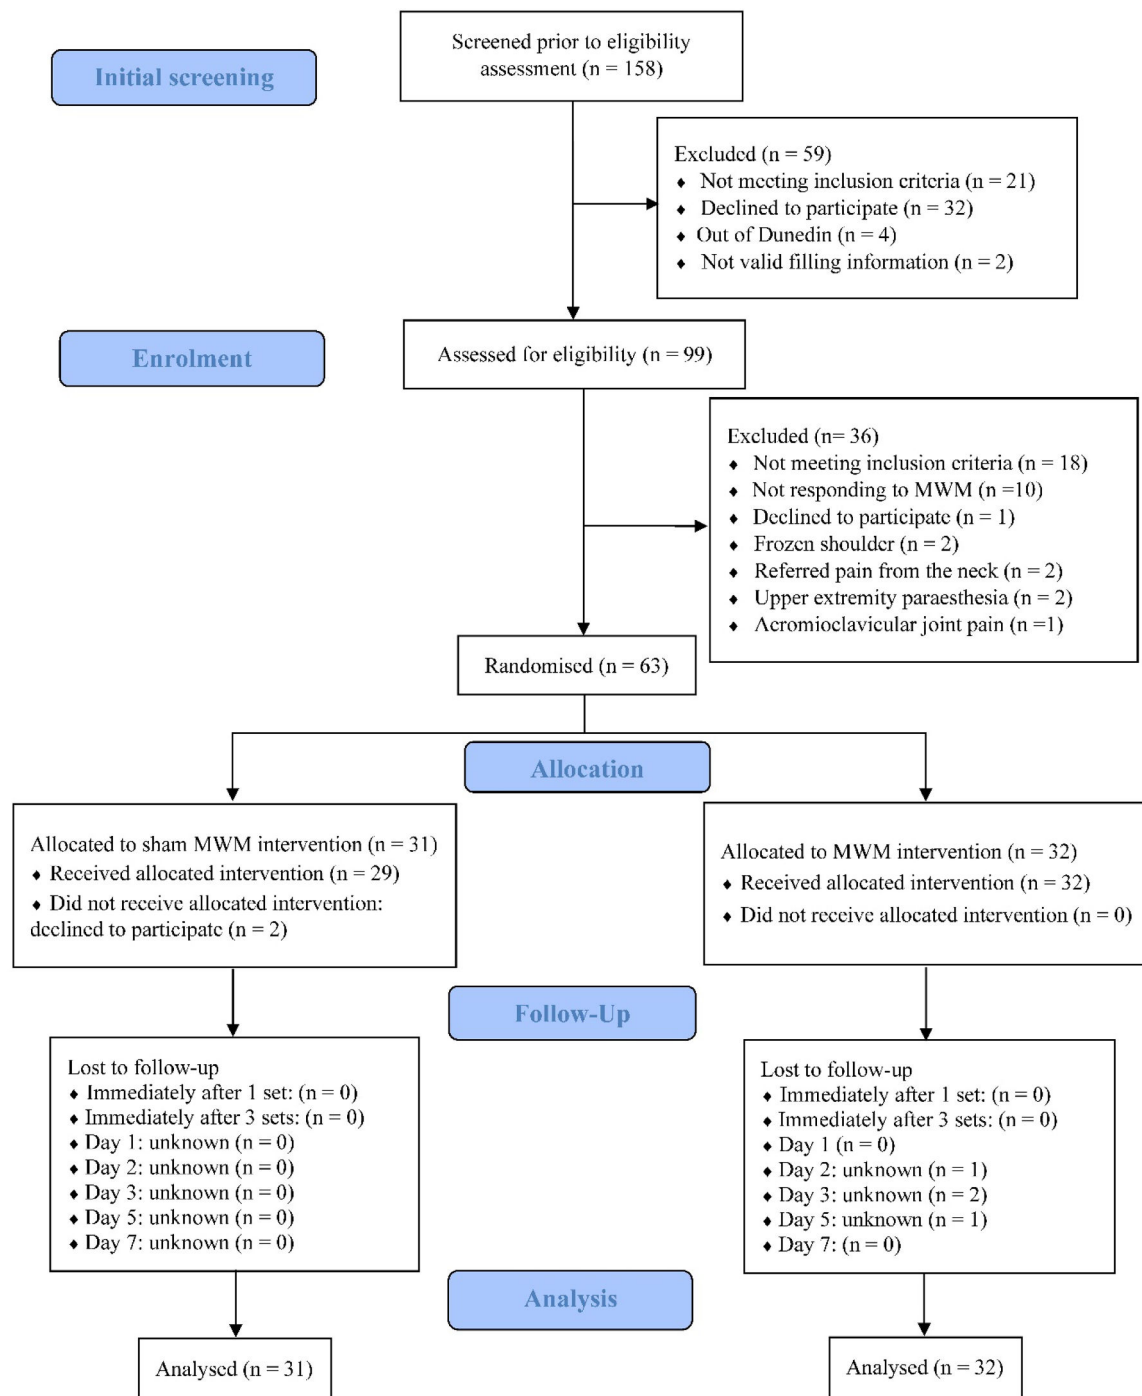 Initial screening
Screened prior to eligibility
assessment (n = 158)
Excluded (n = 59)
♦ Not meeting inclusion criteria (n = 21)
♦ Declined to participate (n = 32)
♦ Out of Dunedin (n = 4)
♦ Not valid filling information (n = 2)
Enrolment
Assessed for eligibility (n = 99)
Excluded (n= 36)
♦ Not meeting inclusion criteria (n = 18)
♦ Not responding to MWM (n =10)
♦ Declined to participate (n = 1)
♦ Frozen shoulder (n = 2)
♦ Referred pain from the neck (n = 2)
♦ Upper extremity paraesthesia (n = 2)
♦ Acromioclavicular joint pain (n =1)
Randomised (n = 63)
Allocation
Allocated to sham MWM intervention (n = 31)
♦ Received allocated intervention (n = 29)
♦ Did not receive allocated intervention:
declined to participate (n = 2)
Allocated to MWM intervention (n = 32)
♦ Received allocated intervention (n = 32)
♦ Did not receive allocated intervention (n = 0)
Follow-Up
Lost to follow-up
♦ Immediately after 1 set: (n = 0)
♦ Immediately after 3 sets: (n = 0)
♦ Day 1: unknown (n = 0)
♦ Day 2: unknown (n = 0)
♦ Day 3: unknown (n = 0)
♦ Day 5: unknown (n = 0)
♦ Day 7: unknown (n = 0)
Lost to follow-up
♦ Immediately after 1 set: (n = 0)
♦ Immediately after 3 sets: (n = 0)
♦ Day 1 (n = 0)
♦ Day 2: unknown (n = 1)
♦ Day 3: unknown (n = 2)
♦ Day 5: unknown (n = 1)
♦ Day 7: (n = 0)
Analysis
Analysed (n = 31)
Analysed (n = 32)